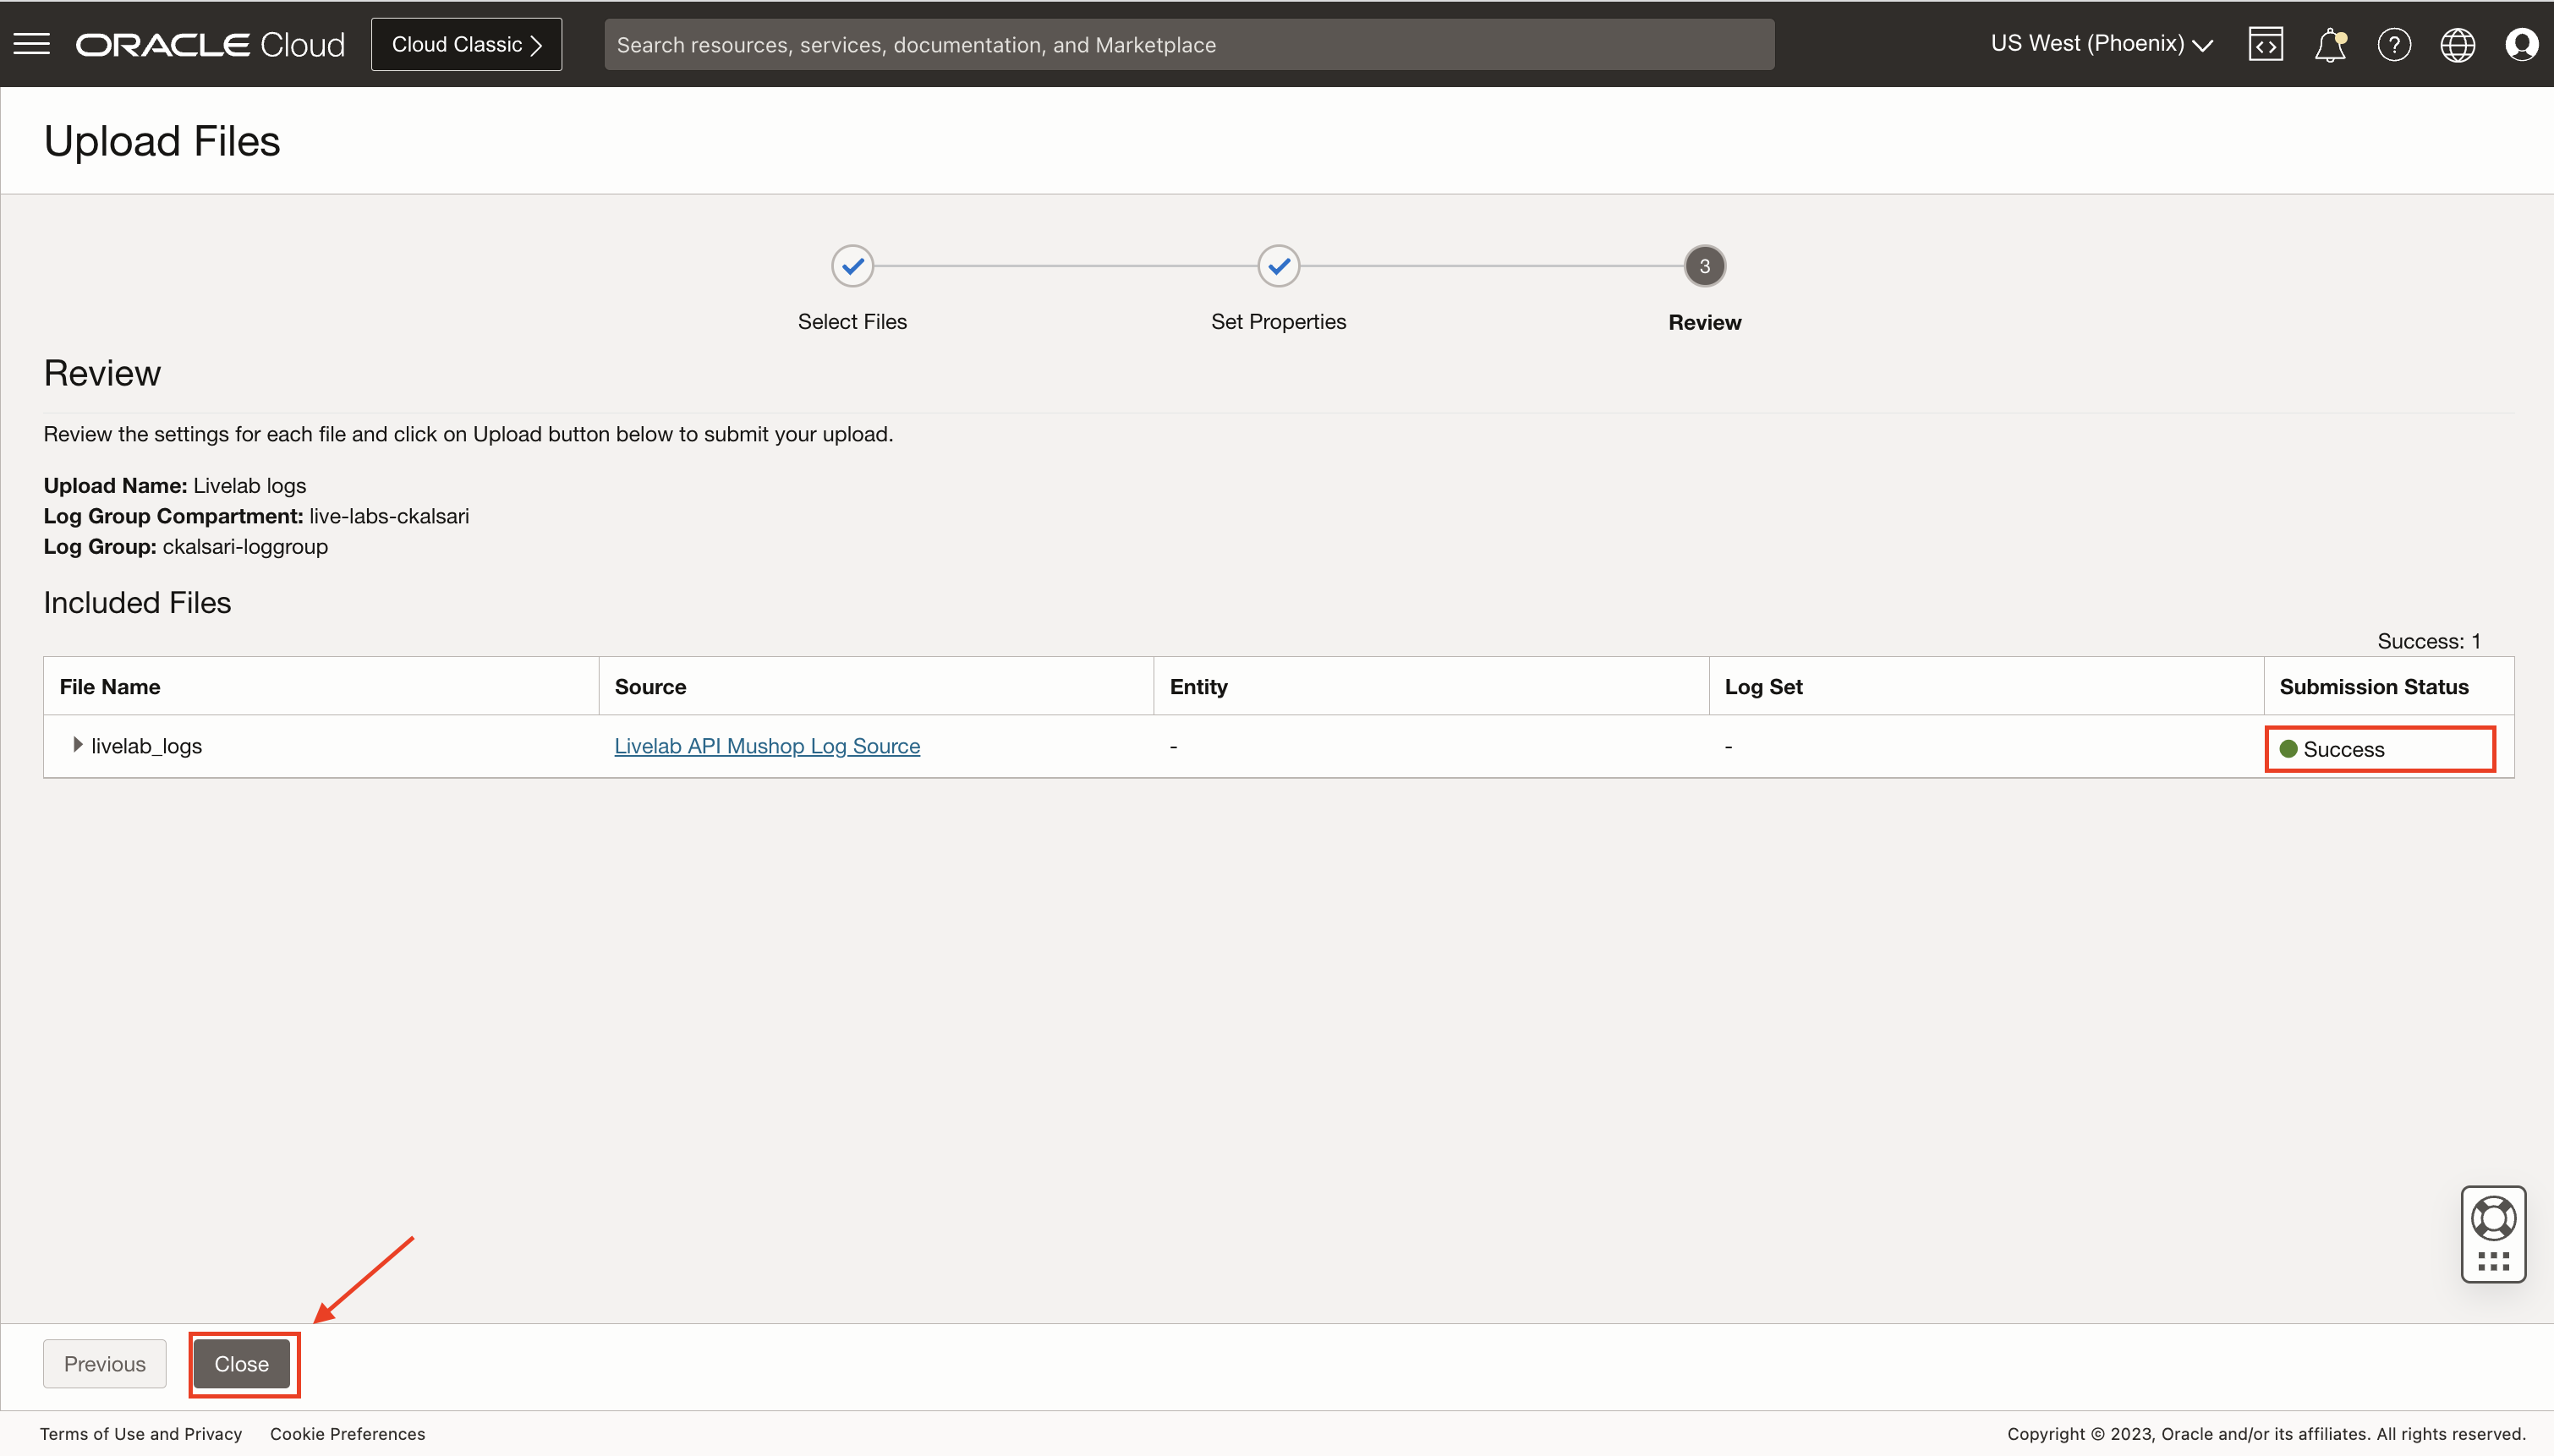 ORACLE Cloud Cloud Classic Search resources, services, documentation, and Marketplace US West (Phoenix)
Upload Files
3
Select Files Set Properties Review
Review
Review the settings for each file and click on Upload button below to submit your upload.
Upload Name: Livelab logs
Log Group Compartment: live-labs-ckalsari
Log Group: ckalsari-loggroup
Included Files
Success: 1
File Name Source Entity Log Set Submission Status
livelab_logs Livelab API Mushop Log Source - - Success
Previous Close
Terms of Use and Privacy Cookie Preferences Copyright © 2023, Oracle and/or its affiliates. All rights reserved.